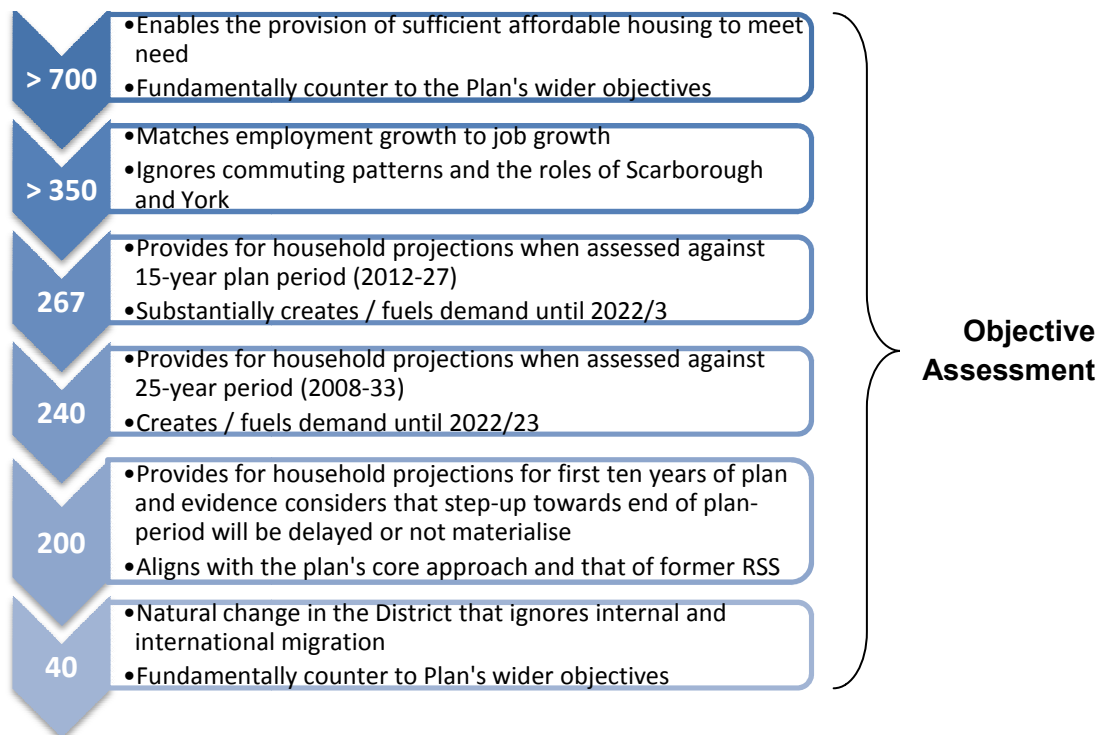 > 700
•Enables the provision of sufficient affordable housing to meet
need
•Fundamentally counter to the Plan's wider objectives
> 350
•Matches employment growth to job growth
•Ignores commuting patterns and the roles of Scarborough
and York
267
•Provides for household projections when assessed against
15-year plan period (2012-27)
•Substantially creates / fuels demand until 2022/3
240
•Provides for household projections when assessed against
25-year period (2008-33)
•Creates / fuels demand until 2022/23
200
•Provides for household projections for first ten years of plan
and evidence considers that step-up towards end of plan-
period will be delayed or not materialise
•Aligns with the plan's core approach and that of former RSS
40
•Natural change in the District that ignores internal and
international migration
•Fundamentally counter to Plan's wider objectives
Objective
Assessment